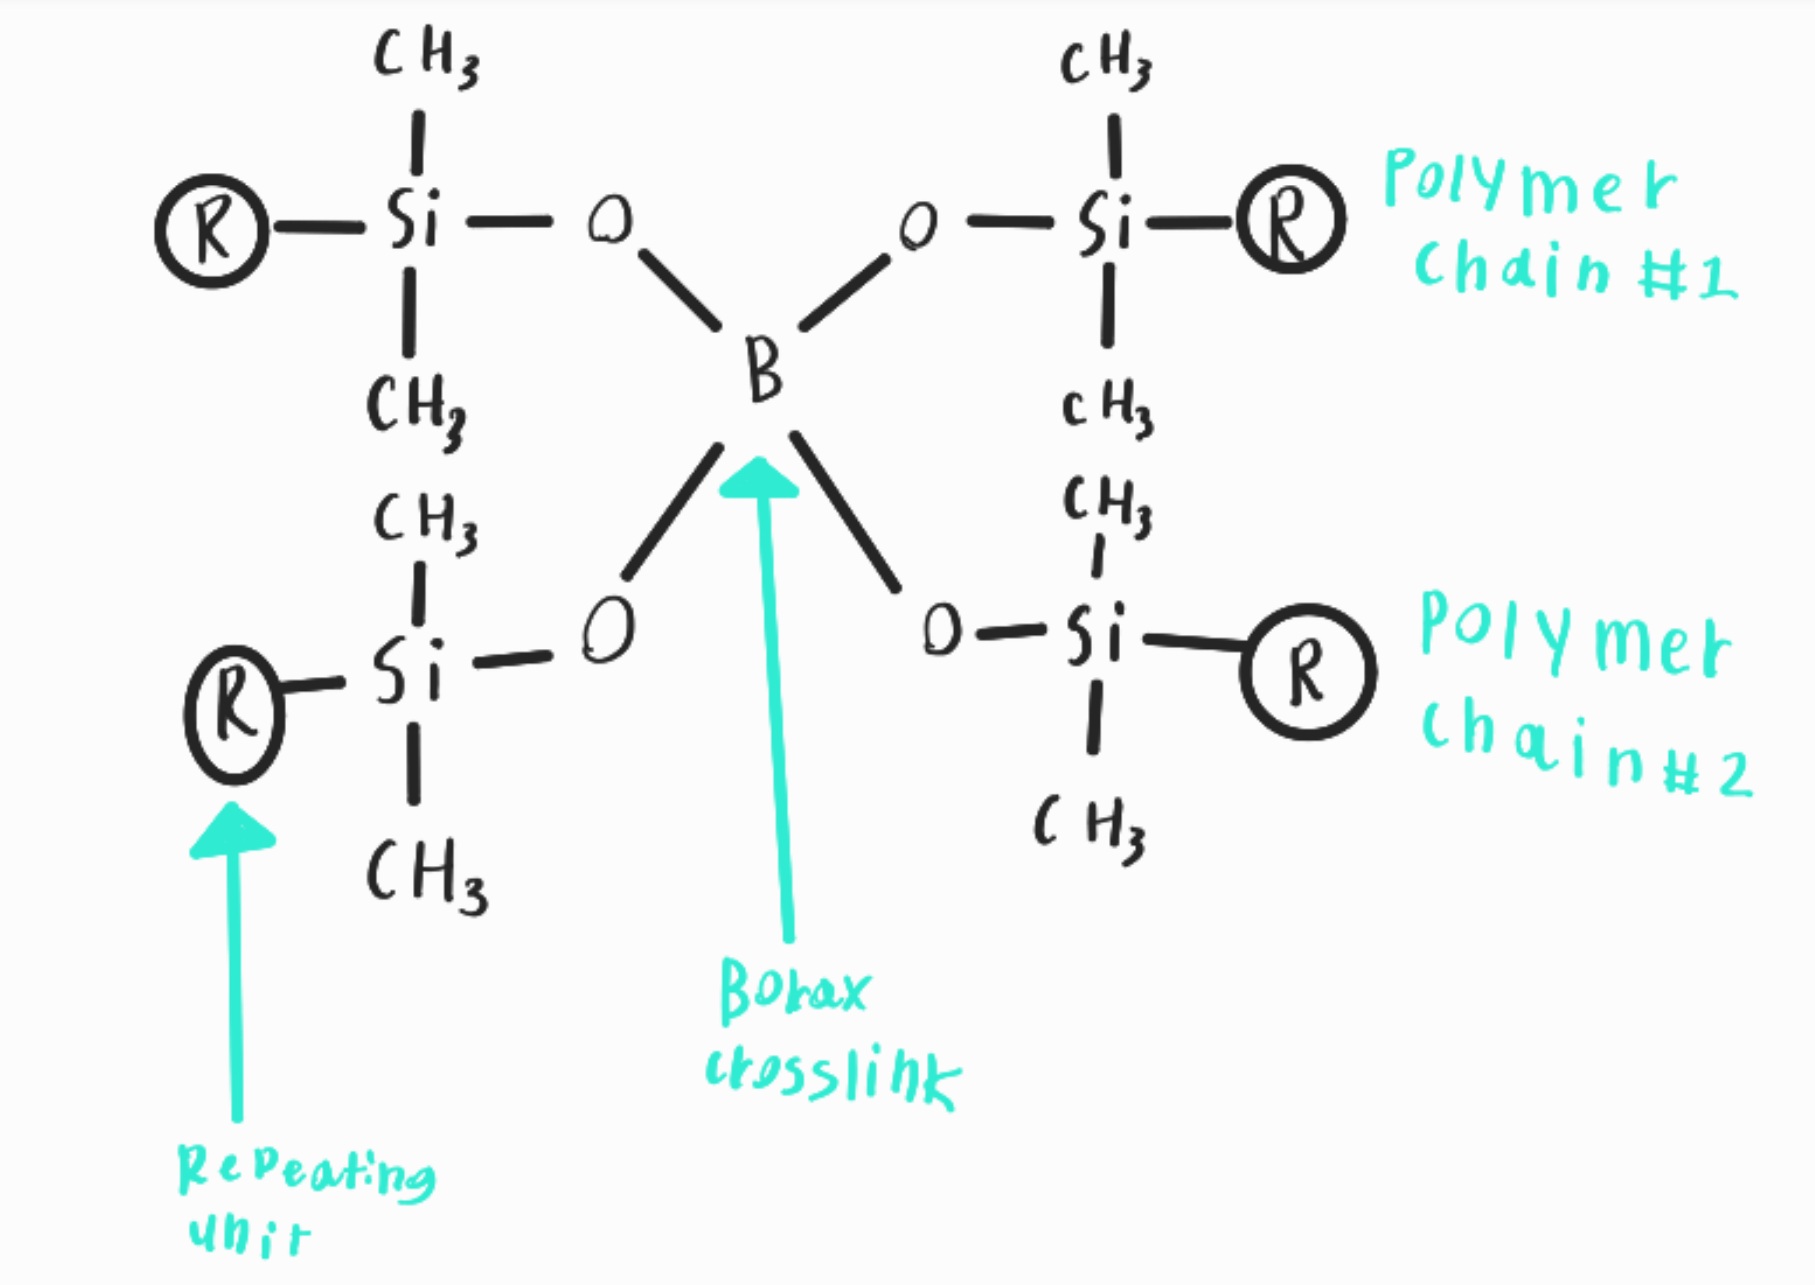 CH3 CH3
R Si O O Si R Polymer
chain #1
B
CH3 CH3
CH3 CH3
R Si O O Si R Polymer
chain #2
CH3 CH3
Borax
crosslink
Repeating
unit